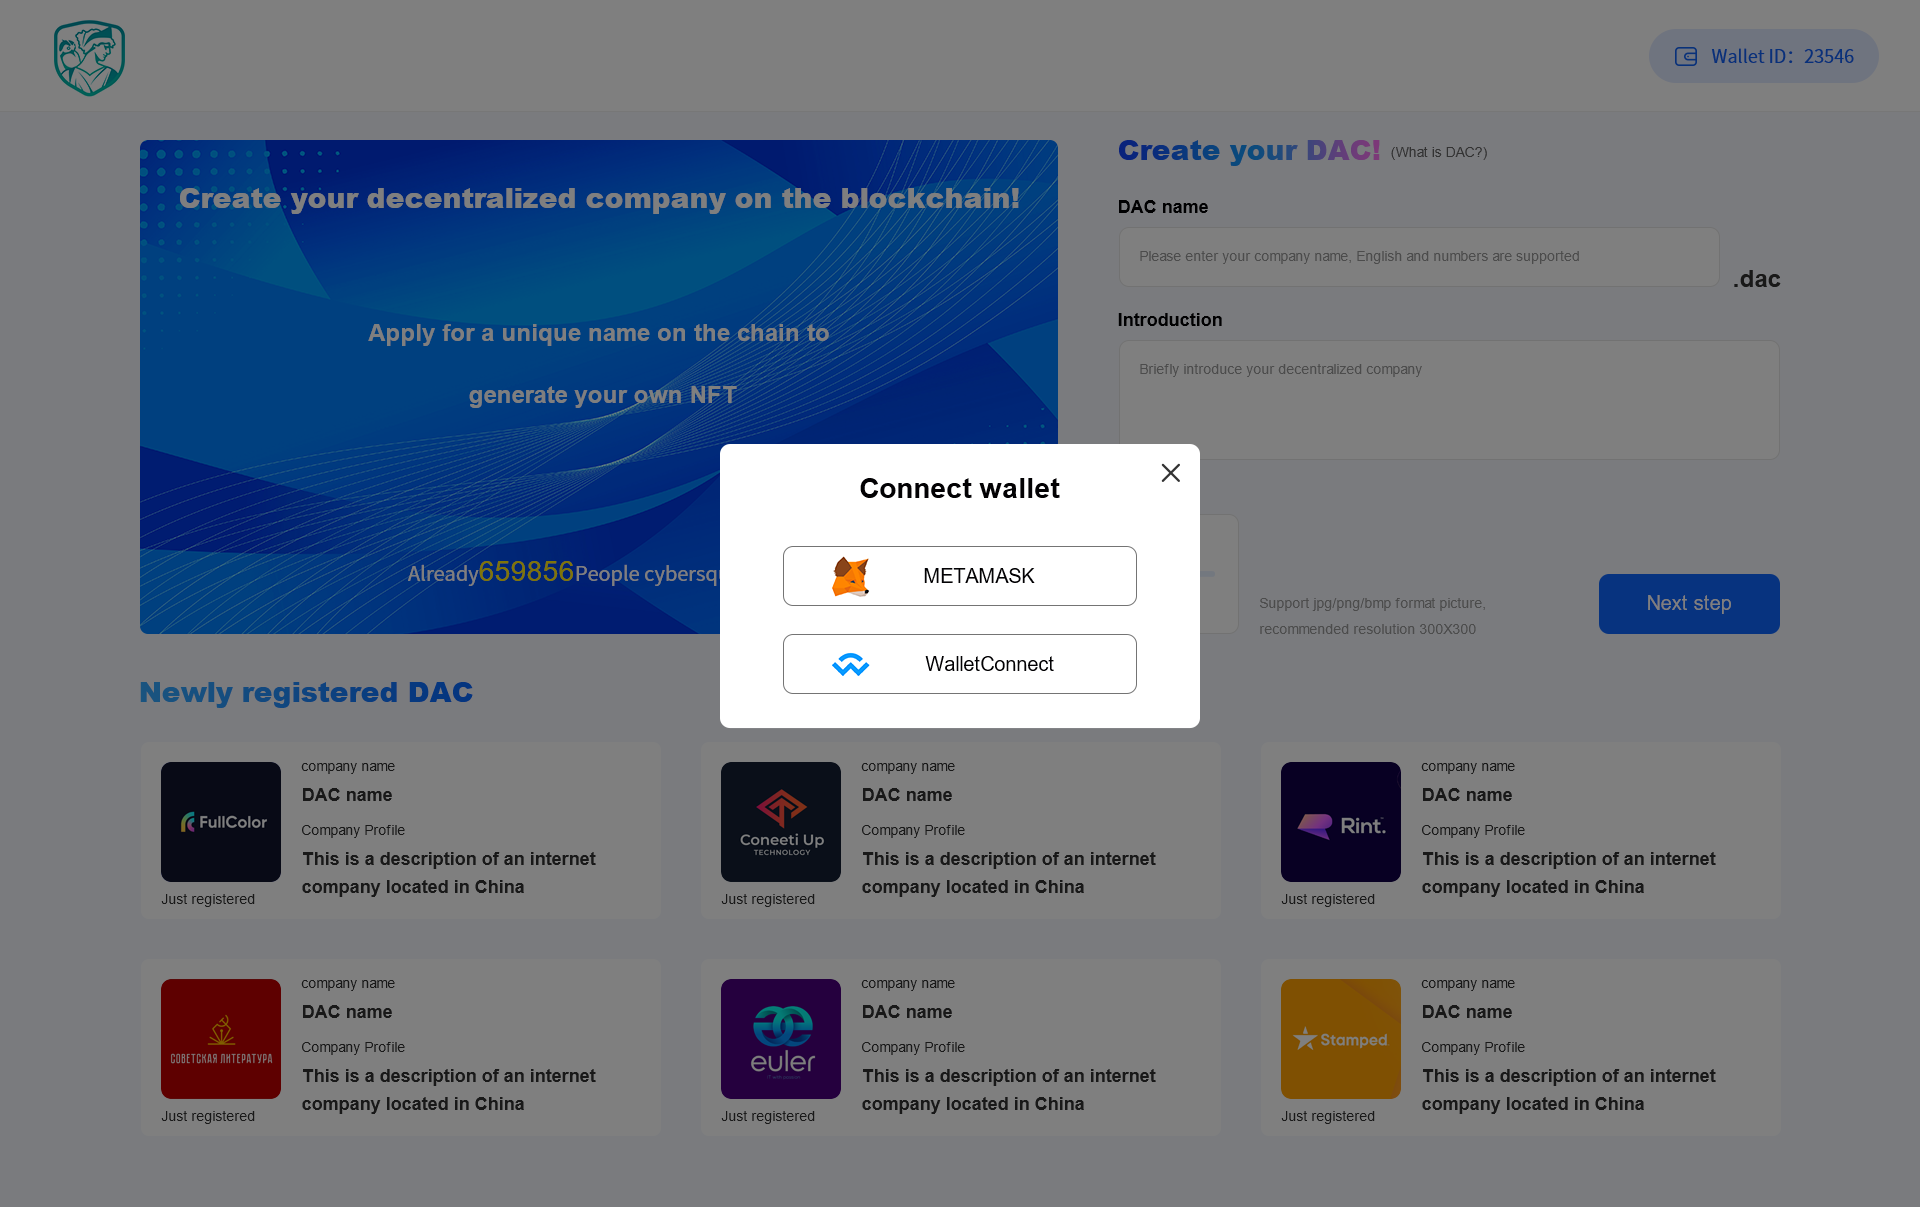 Wallet ID：23546
Create your decentralized company on the blockchain!
Apply for a unique name on the chain to
generate your own NFT
Already659856People cybersqu
Create your DAC! (What is DAC?)
DAC name
Please enter your company name, English and numbers are supported
.dac
Introduction
Briefly introduce your decentralized company
Support jpg/png/bmp format picture,
recommended resolution 300X300
Next step
Connect wallet
METAMASK
WalletConnect
Newly registered DAC
FullColor
Just registered
company name
DAC name
Company Profile
This is a description of an internet
company located in China
Coneeti Up
TECHNOLOGY
Just registered
company name
DAC name
Company Profile
This is a description of an internet
company located in China
Rint.
Just registered
company name
DAC name
Company Profile
This is a description of an internet
company located in China
СОВЕТСКАЯ ЛИТЕРАТУРА
Just registered
company name
DAC name
Company Profile
This is a description of an internet
company located in China
euler
Just registered
company name
DAC name
Company Profile
This is a description of an internet
company located in China
Stamped
Just registered
company name
DAC name
Company Profile
This is a description of an internet
company located in China